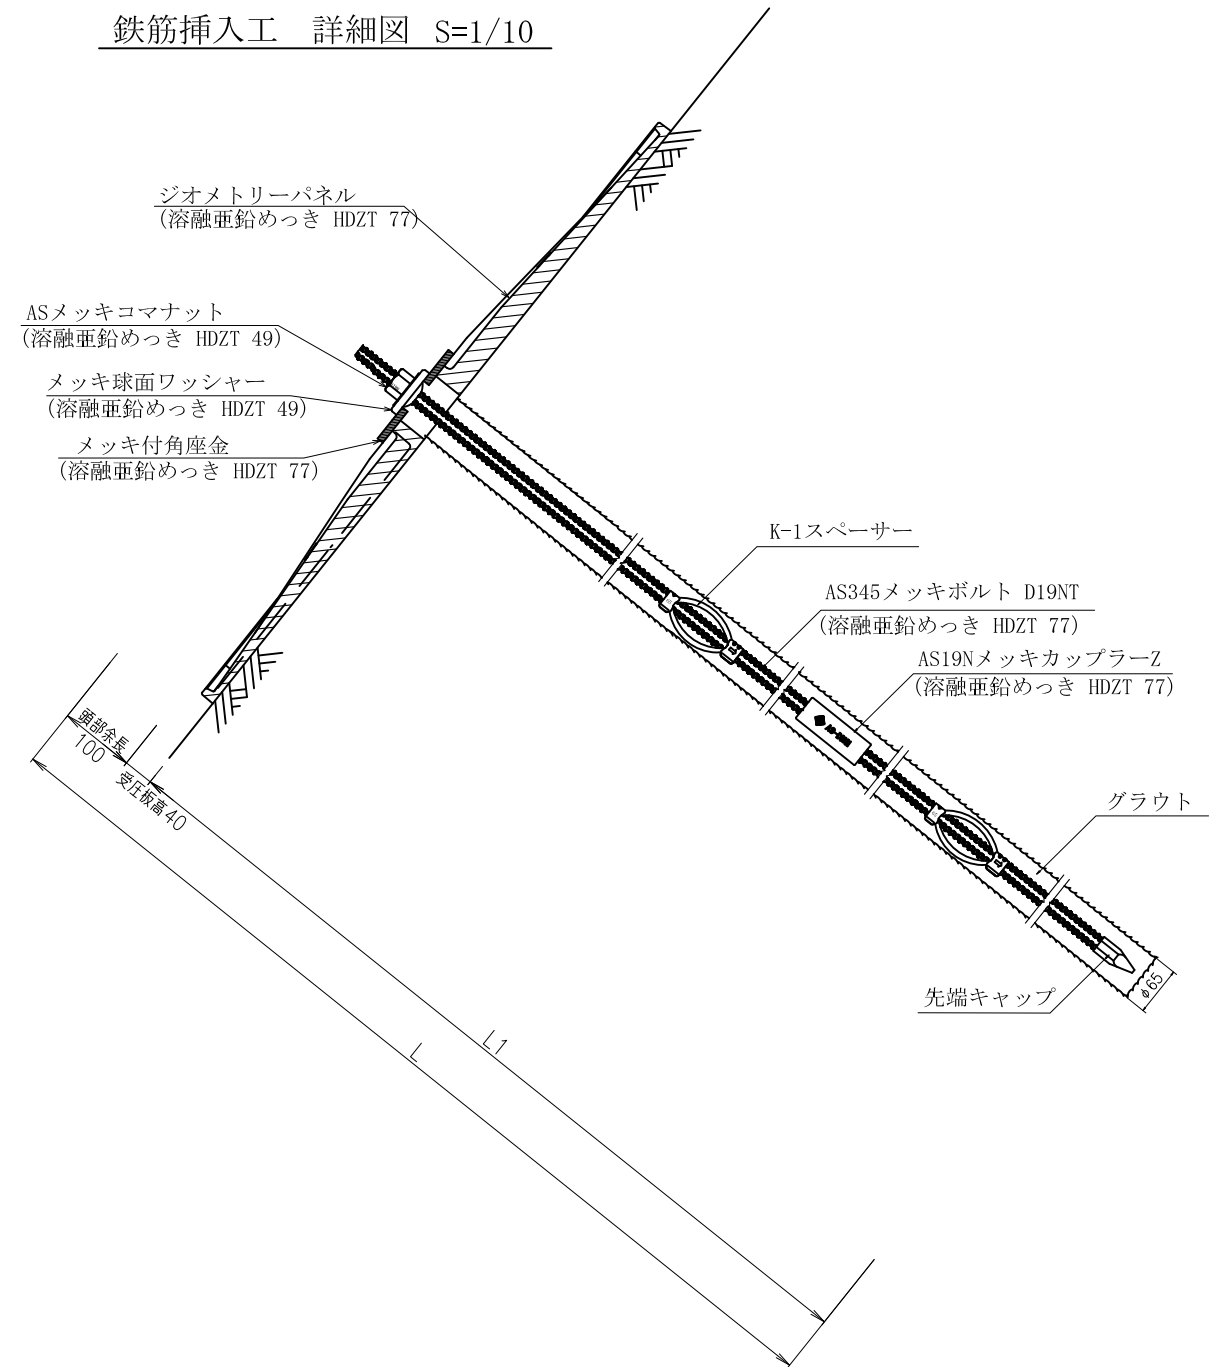 鉄筋挿入工　詳細図 S=1/10
ジオメトリーパネル
(溶融亜鉛めっき HDZT 77)
ASメッキコマナット
(溶融亜鉛めっき HDZT 49)
メッキ球面ワッシャー
(溶融亜鉛めっき HDZT 49)
メッキ付角座金
(溶融亜鉛めっき HDZT 77)
K-1スペーサー
AS345メッキボルト D19NT
(溶融亜鉛めっき HDZT 77)
AS19NメッキカップラーZ
(溶融亜鉛めっき HDZT 77)
グラウト
先端キャップ
φ65
頭部余長
100
受圧板高40
L1
L